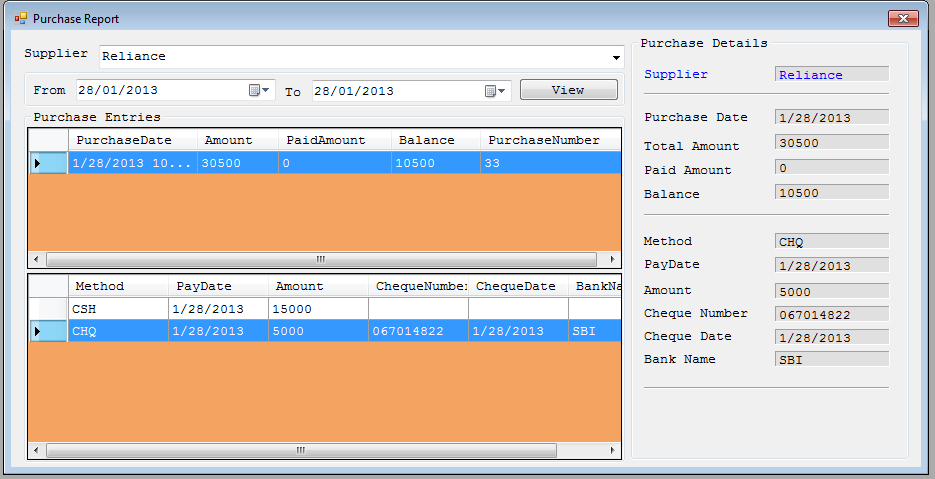 Purchase Report
Supplier Reliance
From 28/01/2013 To 28/01/2013 View
Purchase Entries
PurchaseDate Amount PaidAmount Balance PurchaseNumber
1/28/2013 10... 30500 0 10500 33
Method PayDate Amount ChequeNumber ChequeDate BankNa
CSH 1/28/2013 15000
CHQ 1/28/2013 5000 067014822 1/28/2013 SBI
Purchase Details
Supplier Reliance
Purchase Date 1/28/2013
Total Amount 30500
Paid Amount 0
Balance 10500
Method CHQ
PayDate 1/28/2013
Amount 5000
Cheque Number 067014822
Cheque Date 1/28/2013
Bank Name SBI